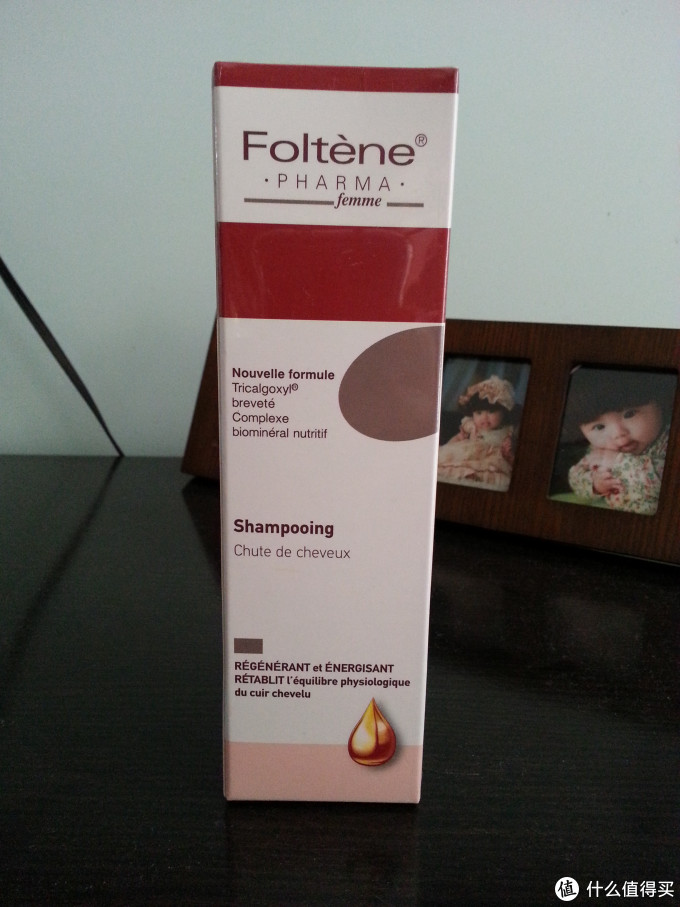 Foltène®
· PHARMA ·
femme
Nouvelle formule
Tricalgoxyl®
breveté
Complexe
biominéral nutritif
Shampooing
Chute de cheveux
RÉGÉNÉRANT et ÉNERGISANT
RÉTABLIT l'équilibre physiologique
du cuir chevelu
值 什么值得买